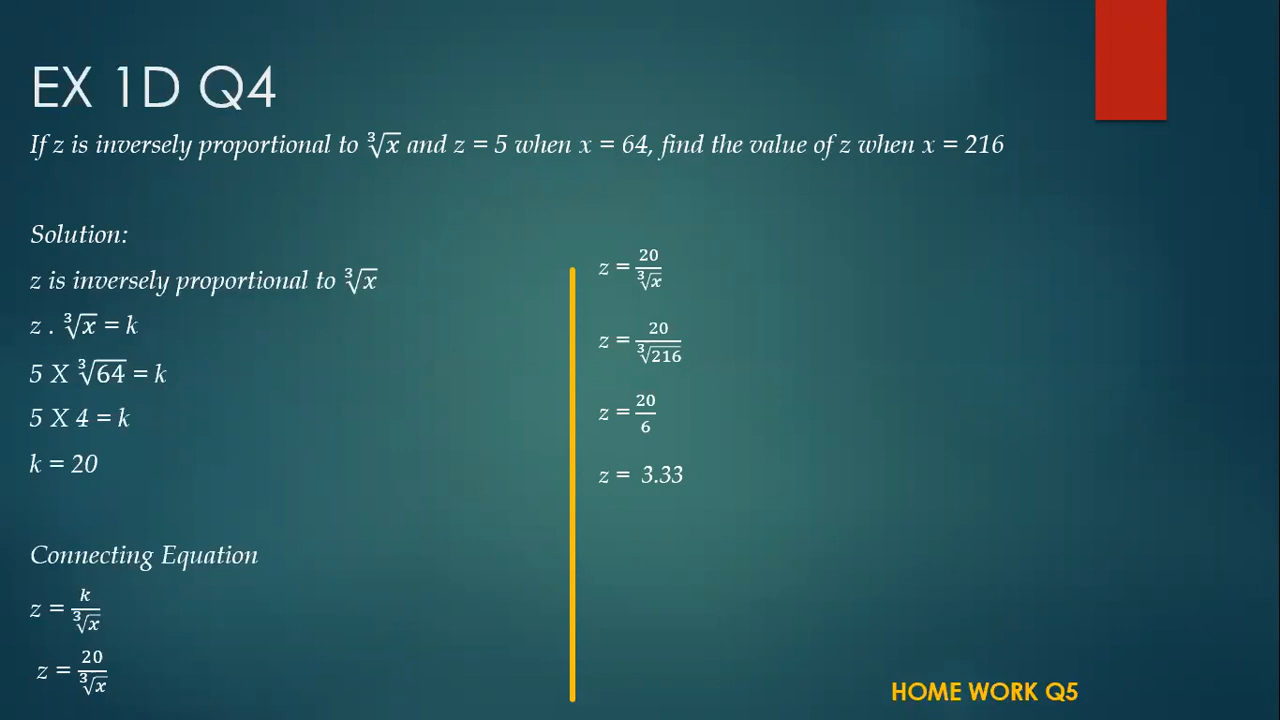 EX 1D Q4
If z is inversely proportional to ∛x and z = 5 when x = 64, find the value of z when x = 216
Solution:
z is inversely proportional to ∛x
z . ∛x = k
5 X ∛64 = k
5 X 4 = k
k = 20
Connecting Equation
z = k/∛x
z = 20/∛x
z = 20/∛x
z = 20/∛216
z = 20/6
z = 3.33
HOME WORK Q5